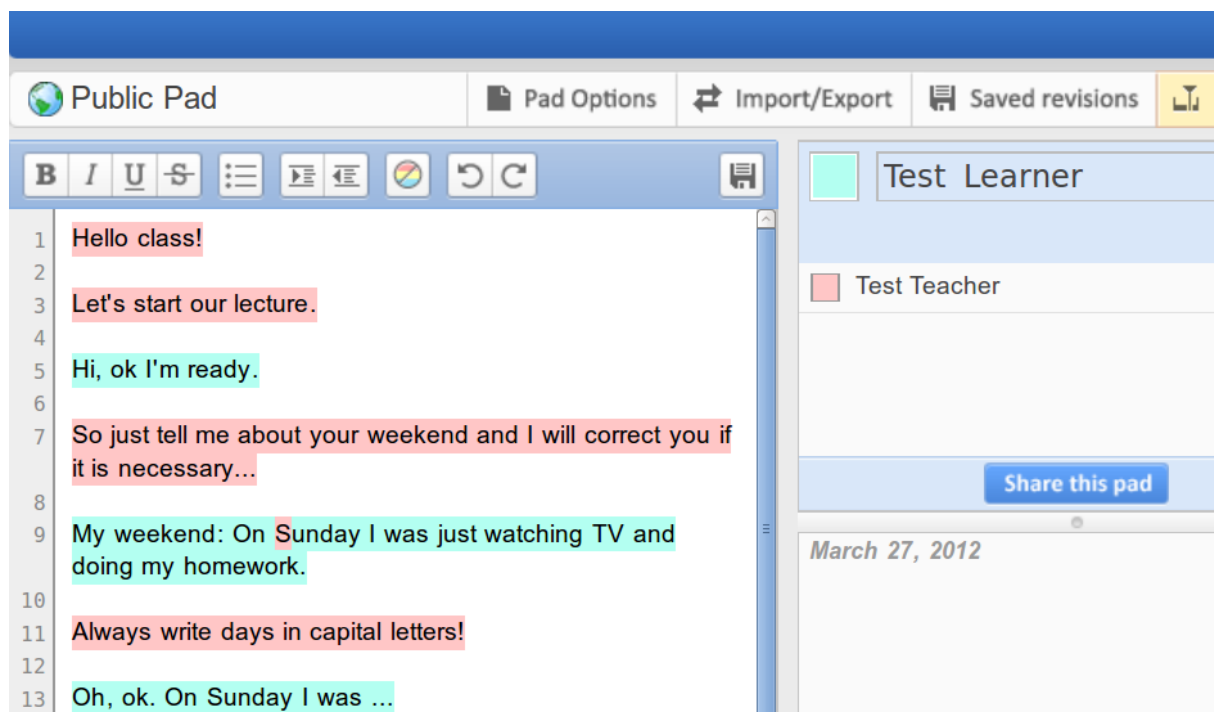 Public Pad
Pad Options
Import/Export
Saved revisions
B I U S
Test Learner
1 Hello class!
2
Test Teacher
3 Let's start our lecture.
4
5 Hi, ok I'm ready.
6
7 So just tell me about your weekend and I will correct you if
it is necessary...
Share this pad
8
9 My weekend: On Sunday I was just watching TV and
doing my homework.
March 27, 2012
10
11 Always write days in capital letters!
12
13 Oh, ok. On Sunday I was ...